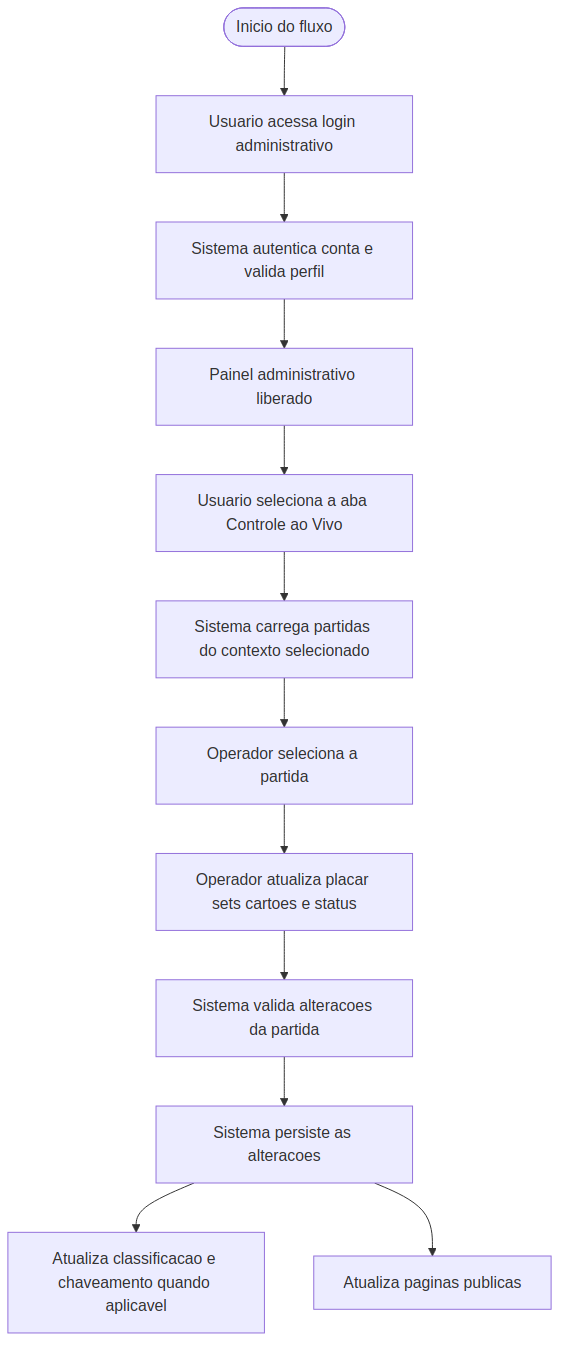 Inicio do fluxo
Usuario acessa login
administrativo
Sistema autentica conta e
valida perfil
Painel administrativo
liberado
Usuario seleciona a aba
Controle ao Vivo
Sistema carrega partidas
do contexto selecionado
Operador seleciona a
partida
Operador atualiza placar
sets cartoes e status
Sistema valida alteracoes
da partida
Sistema persiste as
alteracoes
Atualiza classificacao e
chaveamento quando
aplicavel
Atualiza paginas publicas